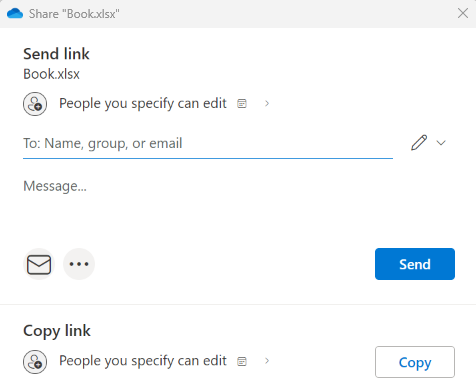 Share "Book.xlsx"
Send link
Book.xlsx
People you specify can edit
To: Name, group, or email
Message...
Send
Copy link
People you specify can edit
Copy